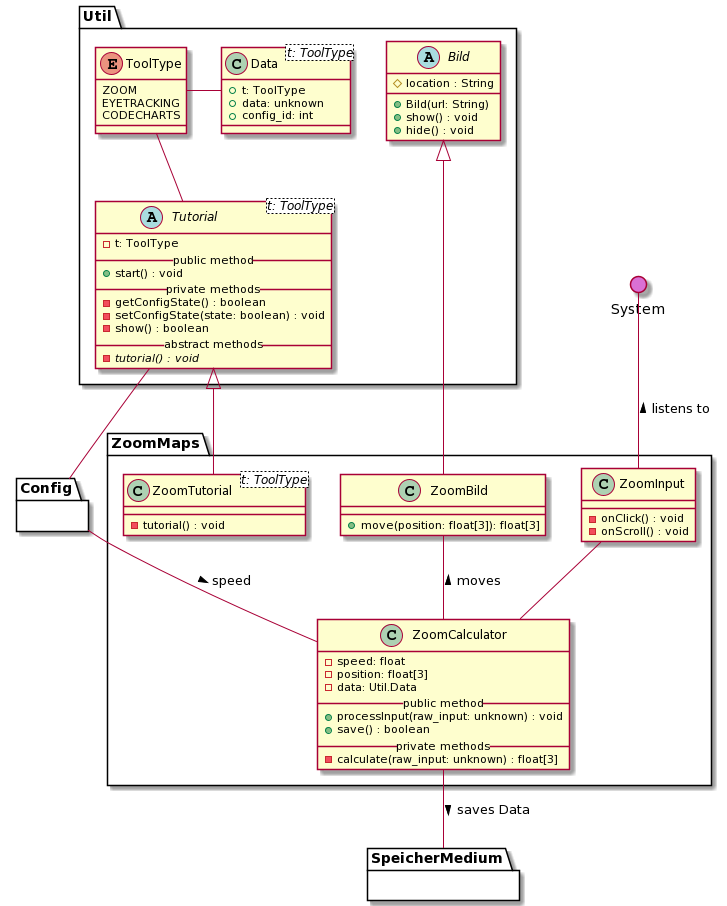 Util
E ToolType
ZOOM
EYETRACKING
CODECHARTS
t: ToolType
C Data
t: ToolType
data: unknown
config_id: int
A Bild
location : String
Bild(url: String)
show() : void
hide() : void
t: ToolType
A Tutorial
t: ToolType
public method
start() : void
private methods
getConfigState() : boolean
setConfigState(state: boolean) : void
show() : boolean
abstract methods
tutorial() : void
System
listens to
ZoomMaps
Config
t: ToolType
C ZoomTutorial
tutorial() : void
C ZoomBild
move(position: float[3]): float[3]
C ZoomInput
onClick() : void
onScroll() : void
speed
moves
C ZoomCalculator
speed: float
position: float[3]
data: Util.Data
public method
processInput(raw_input: unknown) : void
save() : boolean
private methods
calculate(raw_input: unknown) : float[3]
saves Data
SpeicherMedium